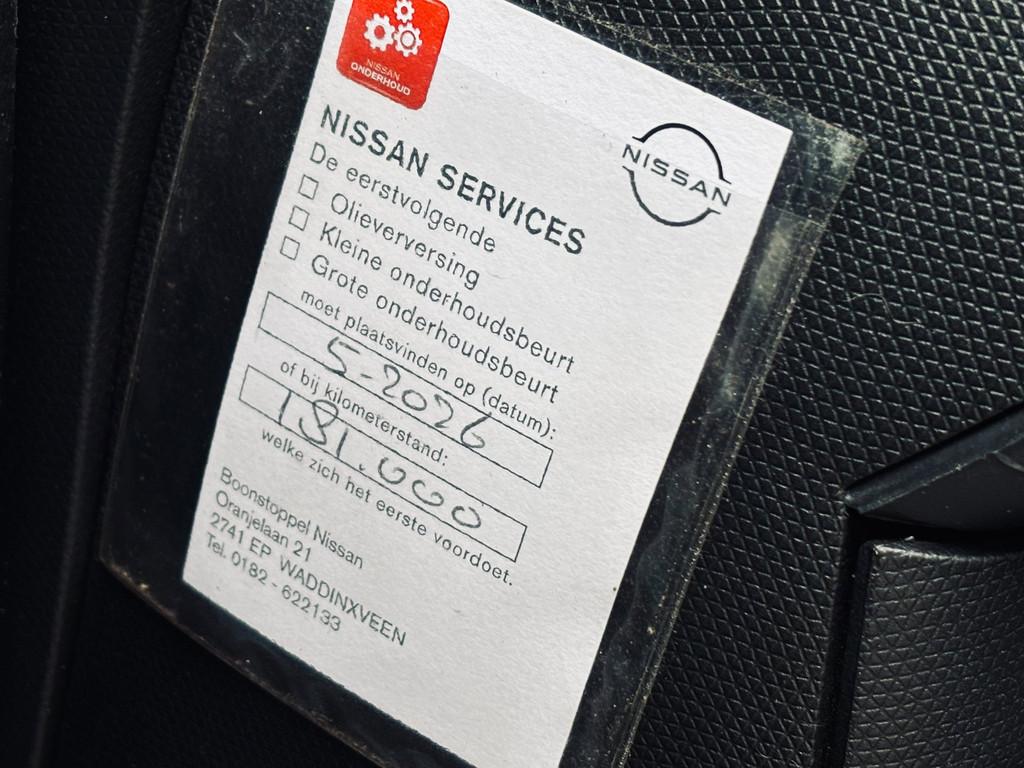 NISSAN
ONDERHOUD
NISSAN
NISSAN SERVICES
De eerstvolgende
☐ Olieverversing
☐ Kleine onderhoudsbeurt
☐ Grote onderhoudsbeurt
moet plaatsvinden op (datum):
5-2026
of bij kilometerstand:
181.000
welke zich het eerste voordoet.
Boonstoppel Nissan
Oranjelaan 21
2741 EP WADDINXVEEN
Tel. 0182 - 622133